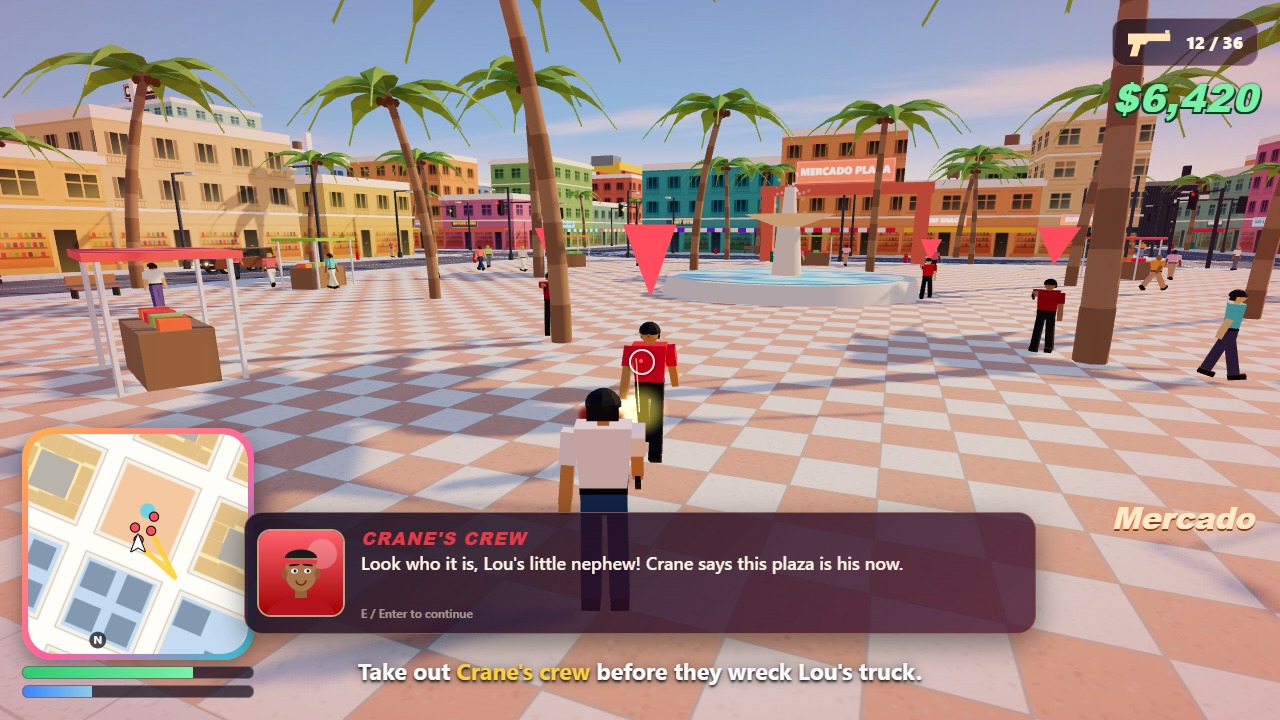 12 / 36
$6,420
MERCADO PLAZA
CRANE'S CREW
Look who it is, Lou's little nephew! Crane says this plaza is his now.
E / Enter to continue
Mercado
N
Take out Crane's crew before they wreck Lou's truck.